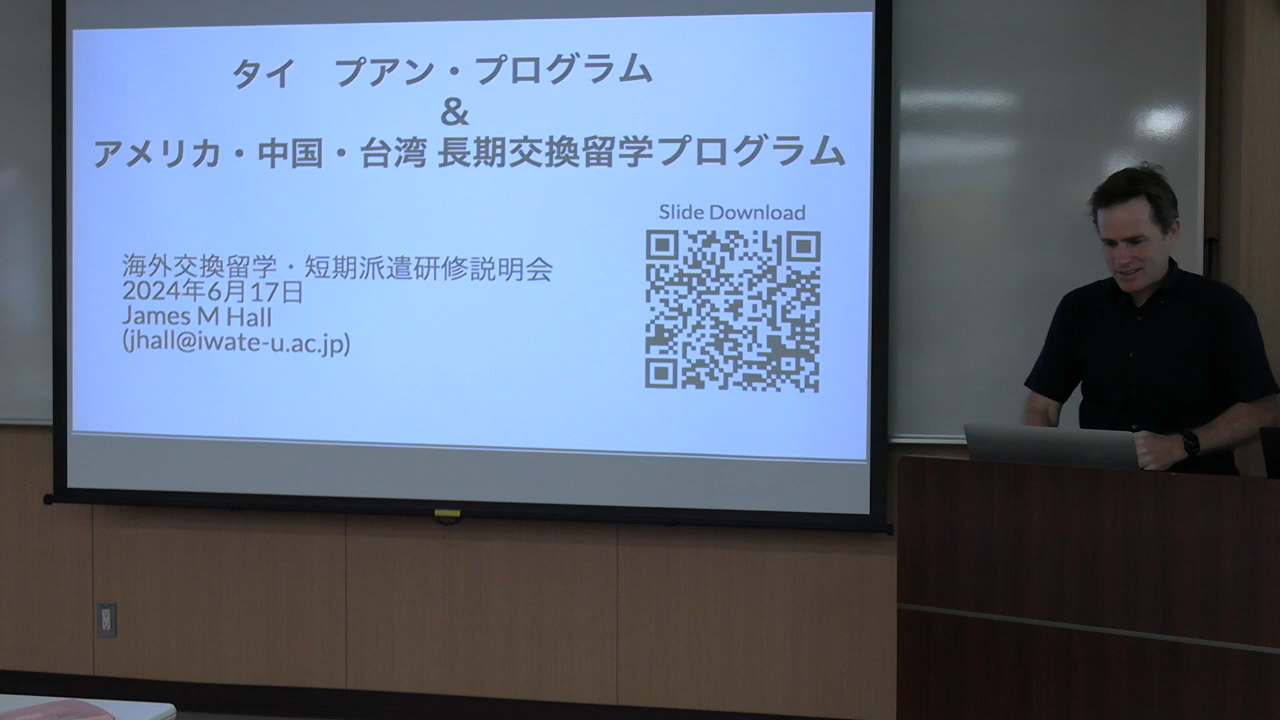 タイ　プアン・プログラム
&
アメリカ・中国・台湾 長期交換留学プログラム
Slide Download
海外交換留学・短期派遣研修説明会
2024年6月17日
James M Hall
(jhall@iwate-u.ac.jp)